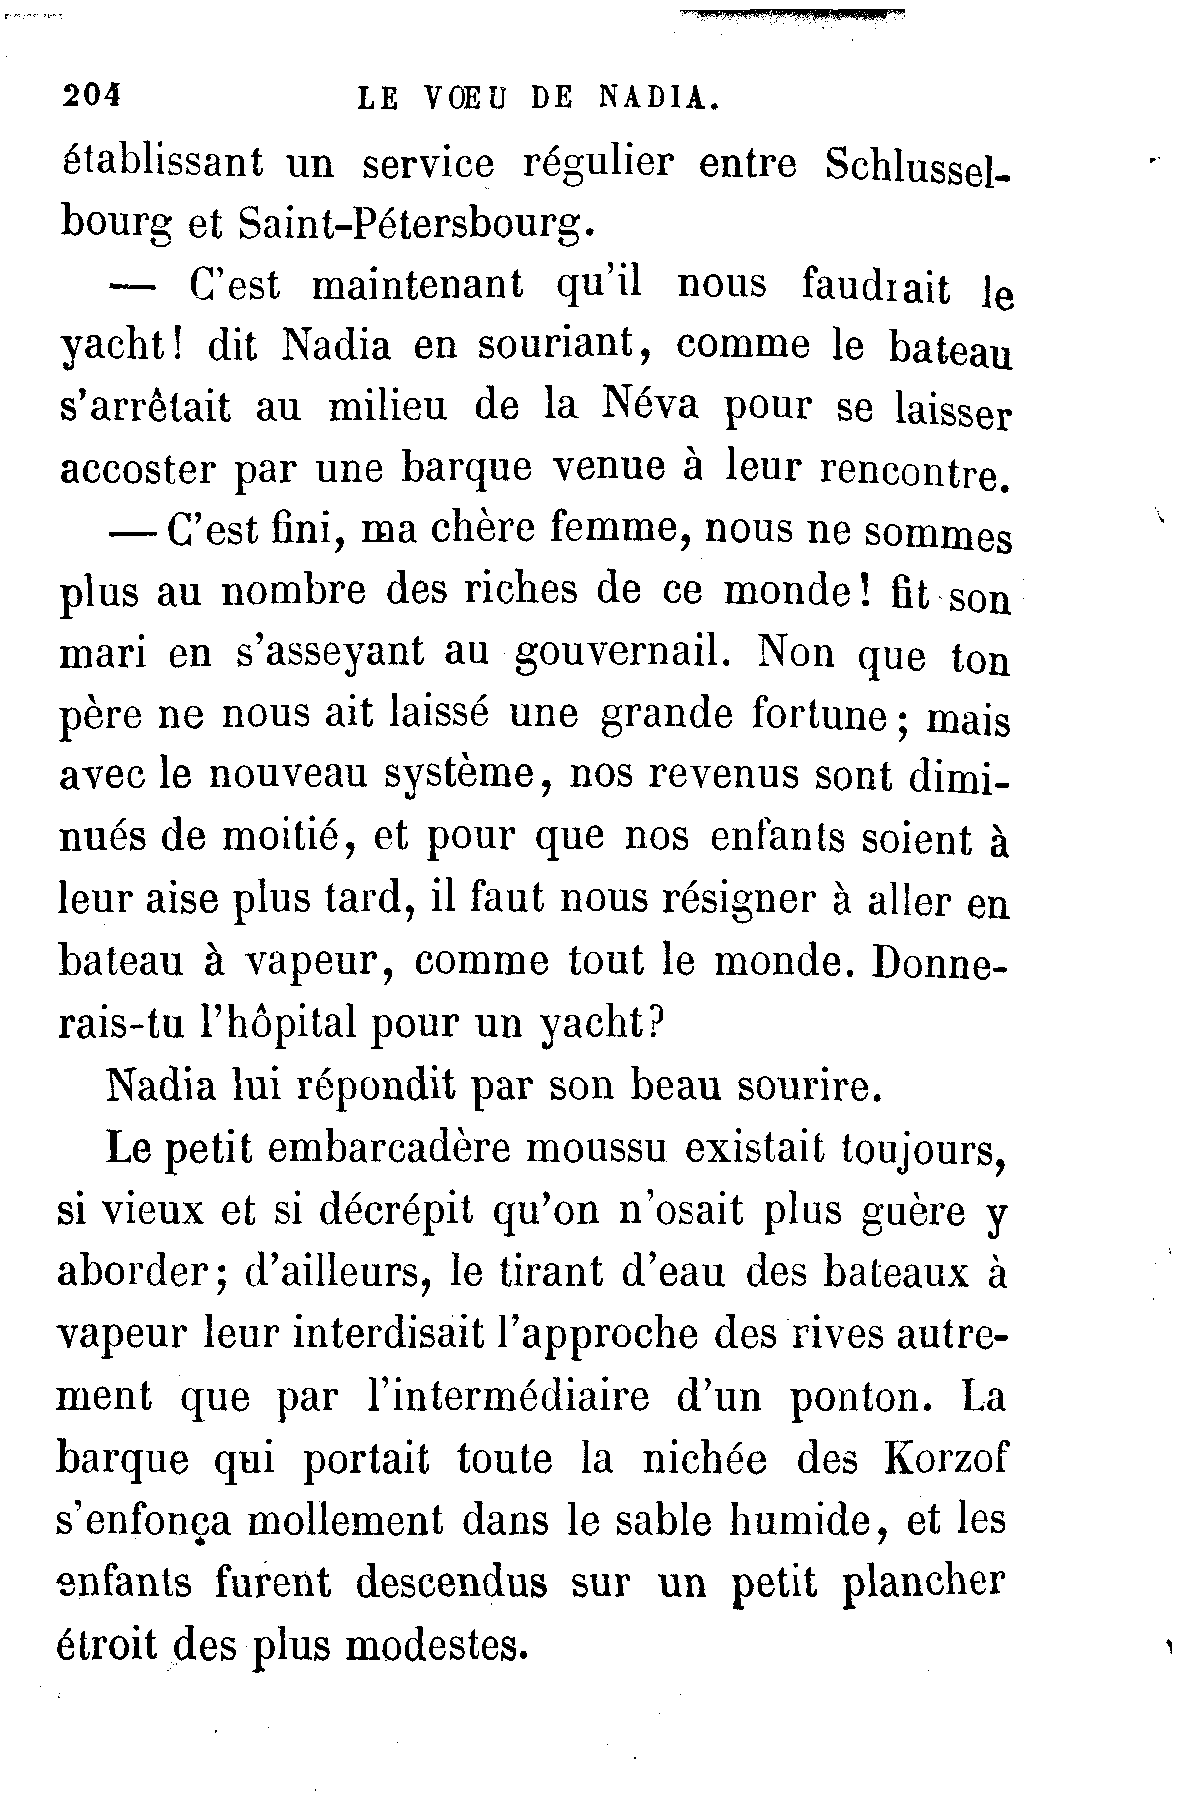 204 LE VŒU DE NADIA.
établissant un service régulier entre Schlussel-
bourg et Saint-Pétersbourg.
— C'est maintenant qu'il nous faudrait le
yacht! dit Nadia en souriant, comme le bateau
s'arrêtait au milieu de la Néva pour se laisser
accoster par une barque venue à leur rencontre.
— C'est fini, ma chère femme, nous ne sommes
plus au nombre des riches de ce monde! fit son
mari en s'asseyant au gouvernail. Non que ton
père ne nous ait laissé une grande fortune; mais
avec le nouveau système, nos revenus sont dimi-
nués de moitié, et pour que nos enfants soient à
leur aise plus tard, il faut nous résigner à aller en
bateau à vapeur, comme tout le monde. Donne-
rais-tu l'hôpital pour un yacht?
Nadia lui répondit par son beau sourire.
Le petit embarcadère moussu existait toujours,
si vieux et si décrépit qu'on n'osait plus guère y
aborder; d'ailleurs, le tirant d'eau des bateaux à
vapeur leur interdisait l'approche des rives autre-
ment que par l'intermédiaire d'un ponton. La
barque qui portait toute la nichée des Korzof
s'enfonça mollement dans le sable humide, et les
enfants furent descendus sur un petit plancher
étroit des plus modestes.